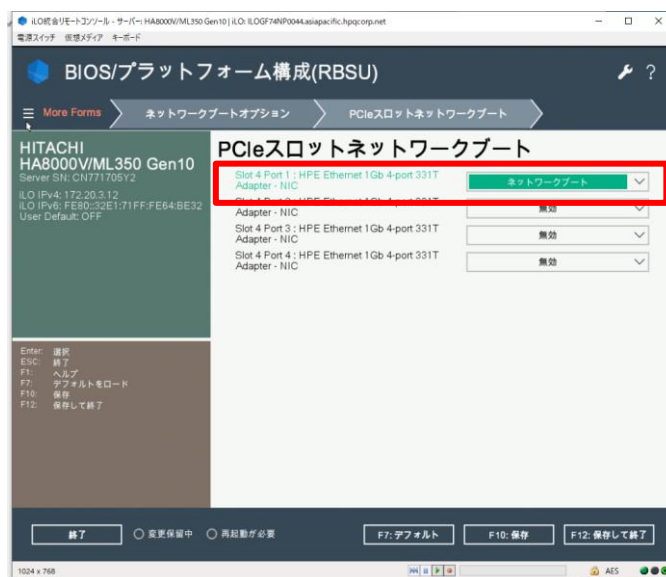 iLO統合リモートコンソール - サーバー: HA8000V/ML350 Gen10 | iLO: ILOGF74NP0044.asiapacific.hpqcorp.net
電源スイッチ 仮想メディア キーボード
BIOS/プラットフォーム構成(RBSU)
More Forms
ネットワークブートオプション
PCIeスロットネットワークブート
HITACHI
HA8000V/ML350 Gen10
Server SN: CN771705Y2
iLO IPv4: 172.20.3.12
iLO IPv6: FE80::32E1:71FF:FE64:BE32
User Default: OFF
PCIeスロットネットワークブート
Slot 4 Port 1 : HPE Ethernet 1Gb 4-port 331T
Adapter - NIC
ネットワークブート
Adapter - NIC
無効
Slot 4 Port 3 : HPE Ethernet 1Gb 4-port 331T
Adapter - NIC
無効
Slot 4 Port 4 : HPE Ethernet 1Gb 4-port 331T
Adapter - NIC
無効
Enter: 選択
ESC: 終了
F1: ヘルプ
F7: デフォルトをロード
F10: 保存
F12: 保存して終了
終了
変更保留中
再起動が必要
F7: デフォルト
F10: 保存
F12: 保存して終了
1024 x 768
AES